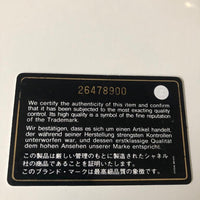 26478900
We certify the authenticity of this item and confirm
that it has been subjected to the most exacting quality
control. Its high quality is a symbol of the fine reputation
of the Trademark.
Wir bestätigen, dass es sich um einen Artikel handelt,
der während seiner Herstellung strengsten Kontrollen
unterworfen war, und dessen erstklassige Qualität
dem hohen Ansehen unserer Marke entspricht.
この製品は厳しい管理のもとに製造されたシャネル社
の商品であることを証明いたします。
このブランド・マークは最高級品質の象徴です。